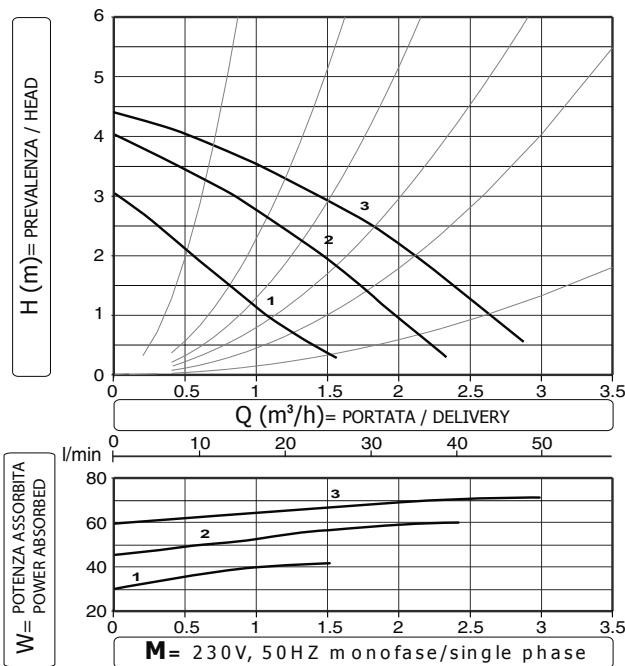 H (m)= PREVALENZA / HEAD
6
5
4
3
2
1
0
3
2
1
0 0.5 1 1.5 2 2.5 3 3.5
Q (m³/h)= PORTATA / DELIVERY
l/min 0 10 20 30 40 50
W= POTENZA ASSORBITA
POWER ABSORBED
80
60
40
20
3
2
1
0 0.5 1 1.5 2 2.5 3 3.5
M= 230V, 50HZ monofase/single phase